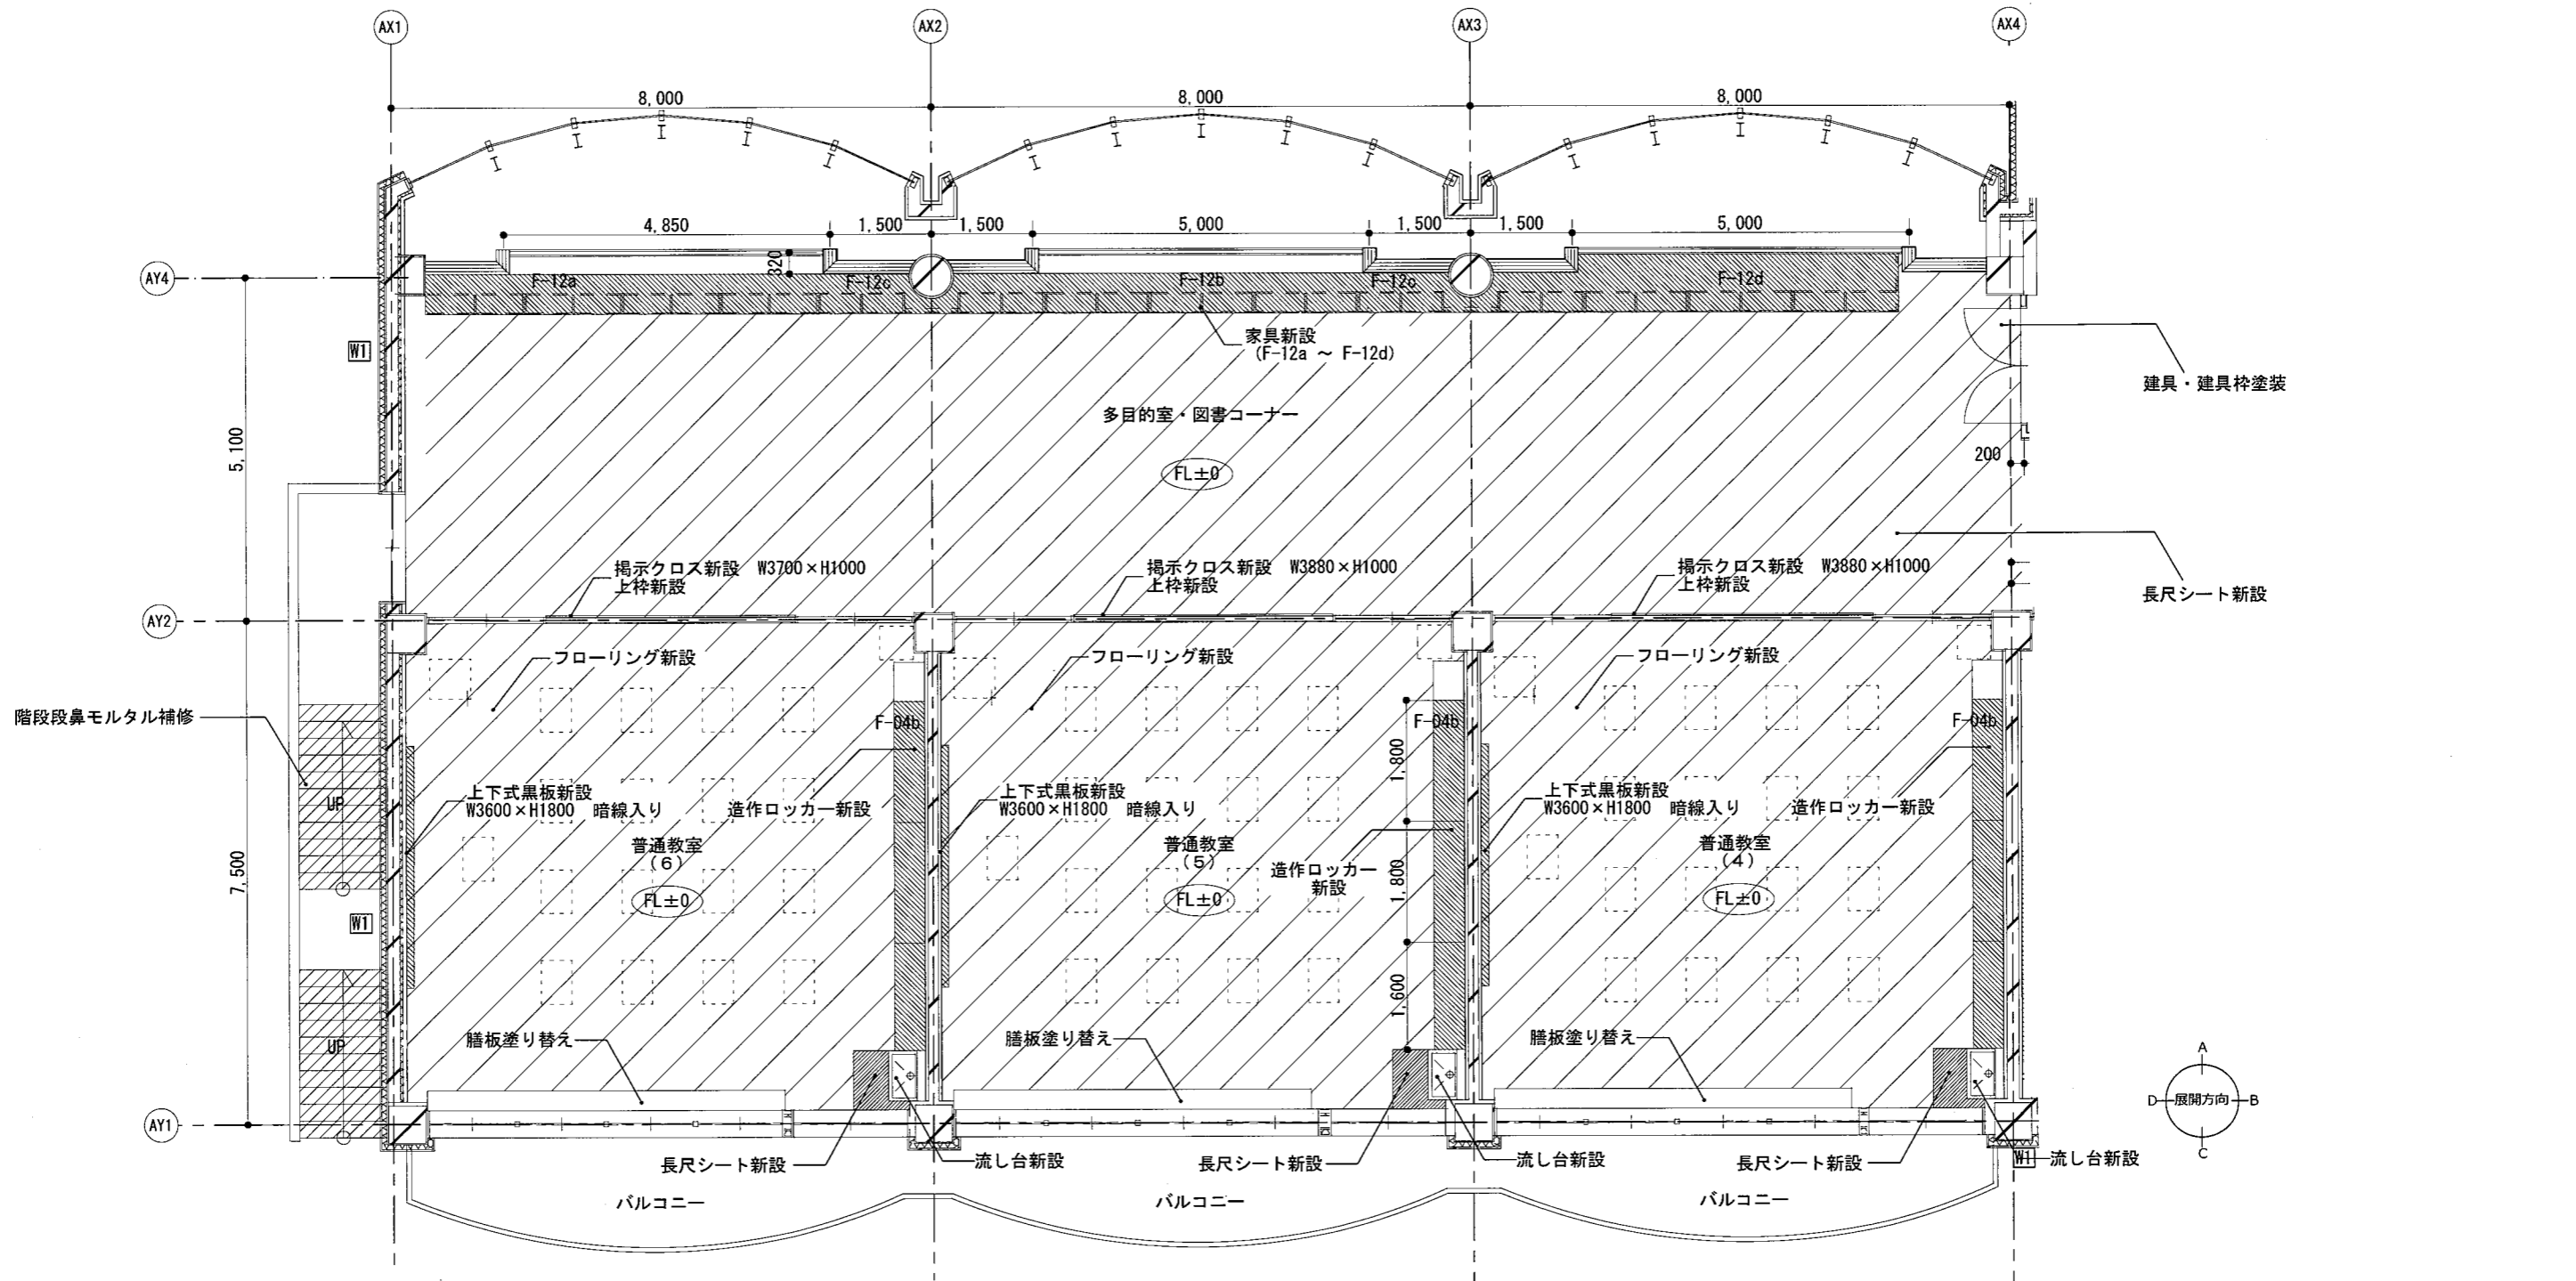 AX1
AX2
AX3
AX4
8,000
8,000
8,000
4,850
1,500
1,500
5,000
1,500
1,500
5,000
320
AY4
F-12a
F-12c
F-12b
F-12c
F-12d
家具新設
(F-12a ～ F-12d)
W1
建具・建具枠塗装
多目的室・図書コーナー
5,100
FL±0
200
掲示クロス新設 W3700×H1000
上枠新設
掲示クロス新設 W3880×H1000
上枠新設
掲示クロス新設 W3880×H1000
上枠新設
長尺シート新設
AY2
フローリング新設
フローリング新設
フローリング新設
階段段鼻モルタル補修
F-04b
F-04b
F-04b
1,800
UP
上下式黒板新設
W3600×H1800 暗線入り
造作ロッカー新設
上下式黒板新設
W3600×H1800 暗線入り
上下式黒板新設
W3600×H1800 暗線入り
造作ロッカー新設
普通教室
(6)
普通教室
(5)
普通教室
(4)
造作ロッカー
新設
7,500
1,800
FL±0
FL±0
FL±0
W1
1,600
UP
膳板塗り替え
膳板塗り替え
膳板塗り替え
A
D
展開方向
B
C
AY1
長尺シート新設
流し台新設
長尺シート新設
流し台新設
長尺シート新設
W1
流し台新設
バルコニー
バルコニー
バルコニー